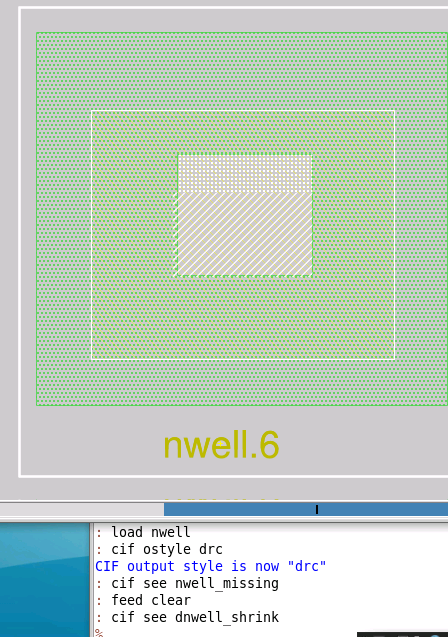 nwell.6
: load nwell
: cif ostyle drc
CIF output style is now "drc"
: cif see nwell_missing
: feed clear
: cif see dnwell_shrink
%